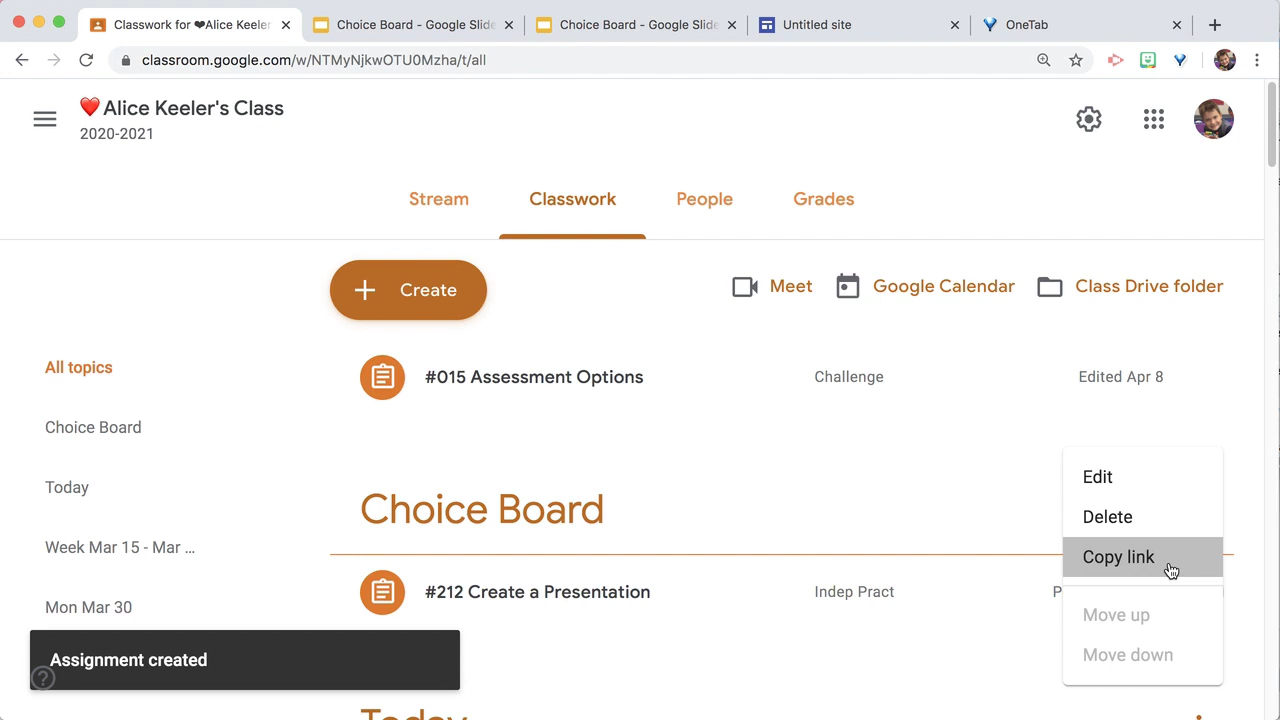 Classwork for ❤Alice Keeler
Choice Board - Google Slide
Choice Board - Google Slide
Untitled site
OneTab
classroom.google.com/w/NTMyNjkwOTU0Mzha/t/all
❤️Alice Keeler's Class
2020-2021
Stream
Classwork
People
Grades
Create
Meet
Google Calendar
Class Drive folder
All topics
#015 Assessment Options
Challenge
Edited Apr 8
Choice Board
Today
Week Mar 15 - Mar ...
Mon Mar 30
Choice Board
#212 Create a Presentation
Indep Pract
P
Edit
Delete
Copy link
Move up
Move down
Assignment created
Today